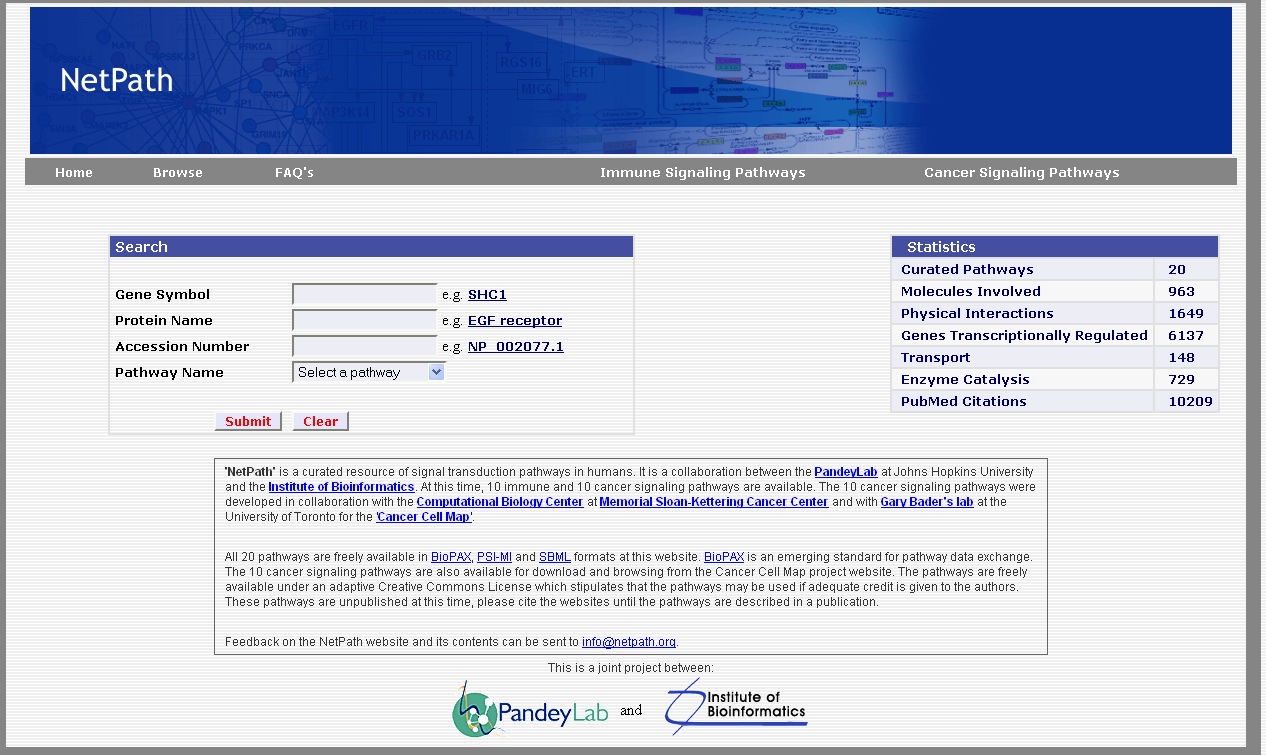 NetPath
EGFR
GRB2
RGS16
ERT
MIG6
SOS1
PRKAR1A
PRKCA
Home Browse FAQ's Immune Signaling Pathways Cancer Signaling Pathways
Search
Gene Symbol e.g. SHC1
Protein Name e.g. EGF receptor
Accession Number e.g. NP_002077.1
Pathway Name Select a pathway
Submit Clear
Statistics
Curated Pathways 20
Molecules Involved 963
Physical Interactions 1649
Genes Transcriptionally Regulated 6137
Transport 148
Enzyme Catalysis 729
PubMed Citations 10209
'NetPath' is a curated resource of signal transduction pathways in humans. It is a collaboration between the PandeyLab at Johns Hopkins University
and the Institute of Bioinformatics. At this time, 10 immune and 10 cancer signaling pathways are available. The 10 cancer signaling pathways were
developed in collaboration with the Computational Biology Center at Memorial Sloan-Kettering Cancer Center and with Gary Bader's lab at the
University of Toronto for the 'Cancer Cell Map'.
All 20 pathways are freely available in BioPAX, PSI-MI and SBML formats at this website. BioPAX is an emerging standard for pathway data exchange.
The 10 cancer signaling pathways are also available for download and browsing from the Cancer Cell Map project website. The pathways are freely
available under an adaptive Creative Commons License which stipulates that the pathways may be used if adequate credit is given to the authors.
These pathways are unpublished at this time, please cite the websites until the pathways are described in a publication.
Feedback on the NetPath website and its contents can be sent to info@netpath.org.
This is a joint project between:
PandeyLab and Institute of
Bioinformatics